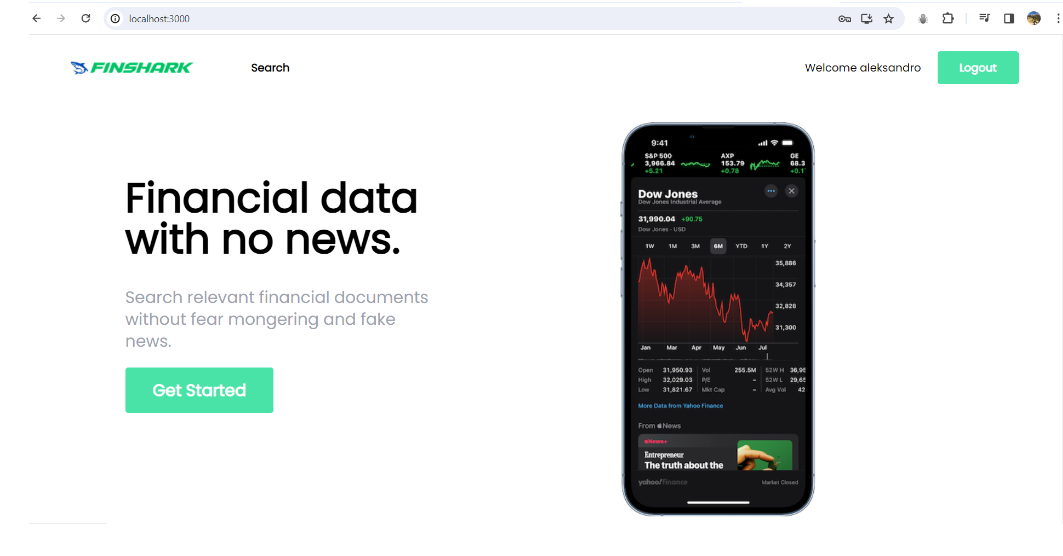 localhost:3000
FINSHARK
Search
Welcome aleksandro
Logout
Financial data
with no news.
Search relevant financial documents
without fear mongering and fake
news.
Get Started
9:41
S&P 500 AXP GE
3,966.84 153.79 68.3
+5.21 +0.78 +0.1
Dow Jones
Dow Jones Industrial Average
31,990.04 +90.75
Dow Jones · USD
1W 1M 3M 6M YTD 1Y 2Y
35,886
34,357
32,828
31,300
Jan Mar Apr May Jun Jul
Open 31,950.93 Vol 255.5M 52W H 36,95
High 32,029.03 P/E - 52W L 29,65
Low 31,821.67 Mkt Cap - Avg Vol 42
More Data from Yahoo Finance
From News
News+
Entrepreneur
The truth about the
yahoo!finance Market Closed